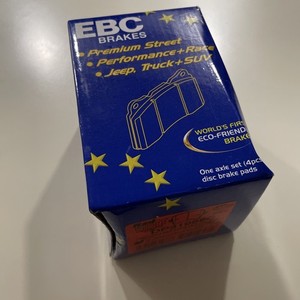 EBC
BRAKES
Premium Street
Performance+Race
Jeep, Truck+SUV
WORLD'S FIRST
ECO-FRIENDLY
BRAKE
One axle set (4pcs)
disc brake pads